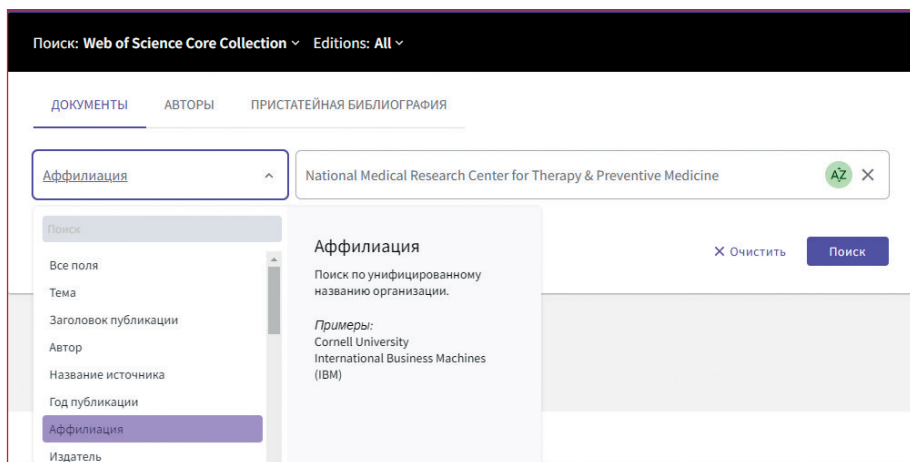 Поиск: Web of Science Core Collection Editions: All
ДОКУМЕНТЫ АВТОРЫ ПРИСТАТЕЙНАЯ БИБЛИОГРАФИЯ
Аффилиация
National Medical Research Center for Therapy & Preventive Medicine
AZ
Поиск
Все поля
Тема
Заголовок публикации
Автор
Название источника
Год публикации
Аффилиация
Издатель
Аффилиация
Поиск по унифицированному
названию организации.
Примеры:
Cornell University
International Business Machines
(IBM)
Очистить
Поиск